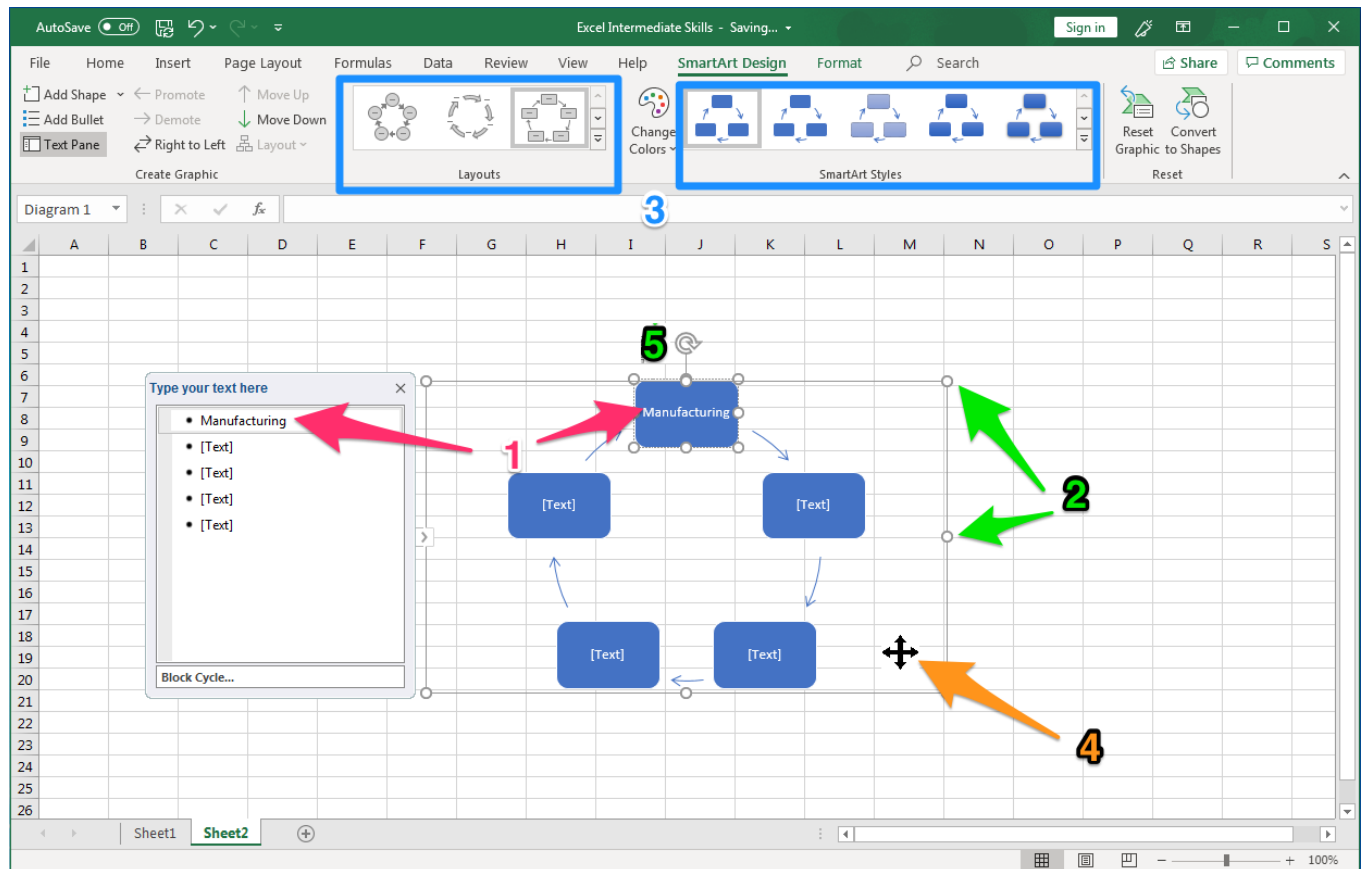 AutoSave Off Excel Intermediate Skills - Saving... Sign in
File Home Insert Page Layout Formulas Data Review View Help SmartArt Design Format Search Share Comments
Add Shape Promote Move Up
Add Bullet Demote Move Down
Text Pane Right to Left Layout
Create Graphic
Layouts
Change
Colors
SmartArt Styles
Reset
Graphic
Convert
to Shapes
Reset
3
Diagram 1 fx
A B C D E F G H I J K L M N O P Q R S
1
2
3
4
5
6
7
8
9
10
11
12
13
14
15
16
17
18
19
20
21
22
23
24
25
26
5
Type your text here
Manufacturing
[Text]
[Text]
[Text]
[Text]
Block Cycle...
1
Manufacturing
2
[Text]
[Text]
[Text]
[Text]
4
Sheet1 Sheet2
100%